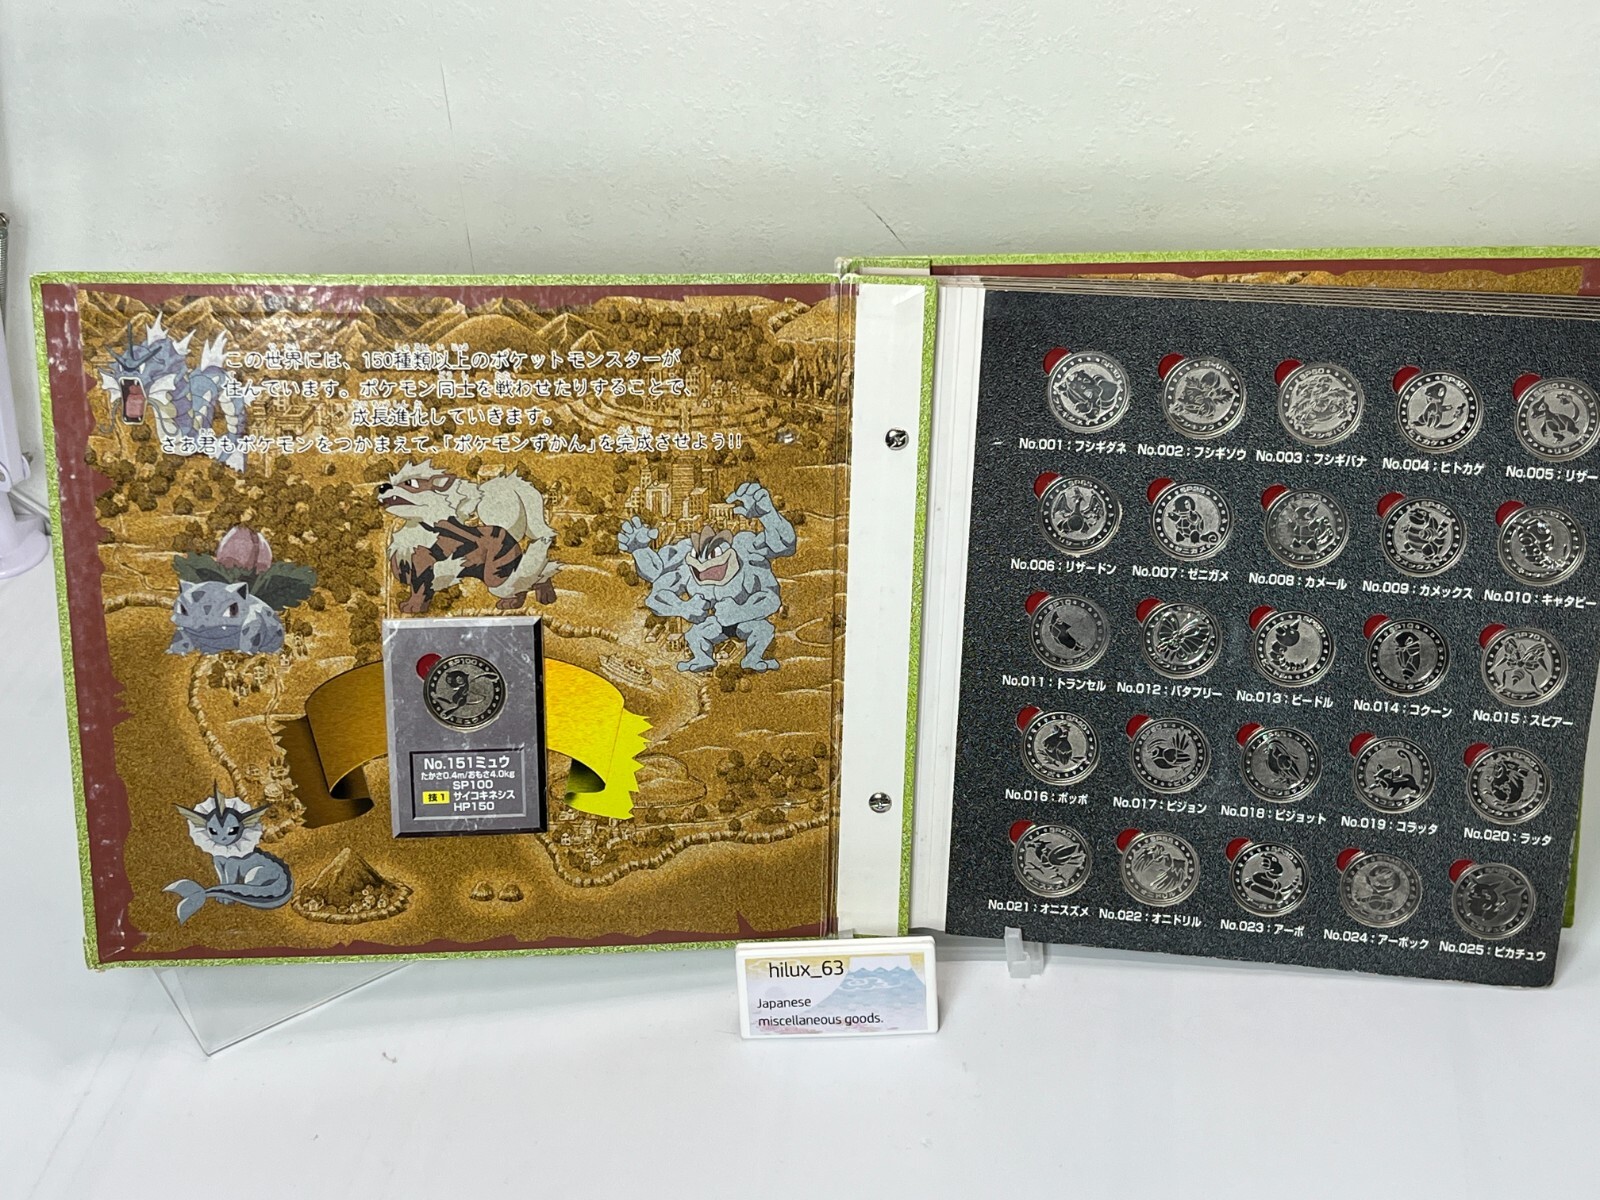 この世界には、150種類以上のポケットモンスターが
住んでいます。ポケモン同士を戦わせたりすることで、
成長進化していきます。
さあ君もポケモンをつかまえて、「ポケモンずかん」を完成させよう!!
SP100
No.151ミュウ
たかさ0.4m/おもさ4.0kg
SP100
技1 サイコキネシス
HP150
No.001:フシギダネ No.002:フシギソウ No.003:フシギバナ No.004:ヒトカゲ No.005:リザー
No.006:リザードン No.007:ゼニガメ No.008:カメール No.009:カメックス No.010:キャタピー
No.011:トランセル No.012:バタフリー No.013:ビードル No.014:コクーン No.015:スピアー
No.016:ポッポ No.017:ピジョン No.018:ピジョット No.019:コラッタ No.020:ラッタ
No.021:オニスズメ No.022:オニドリル No.023:アーボ No.024:アーボック No.025:ピカチュウ
hilux_63
Japanese
miscellaneous goods.